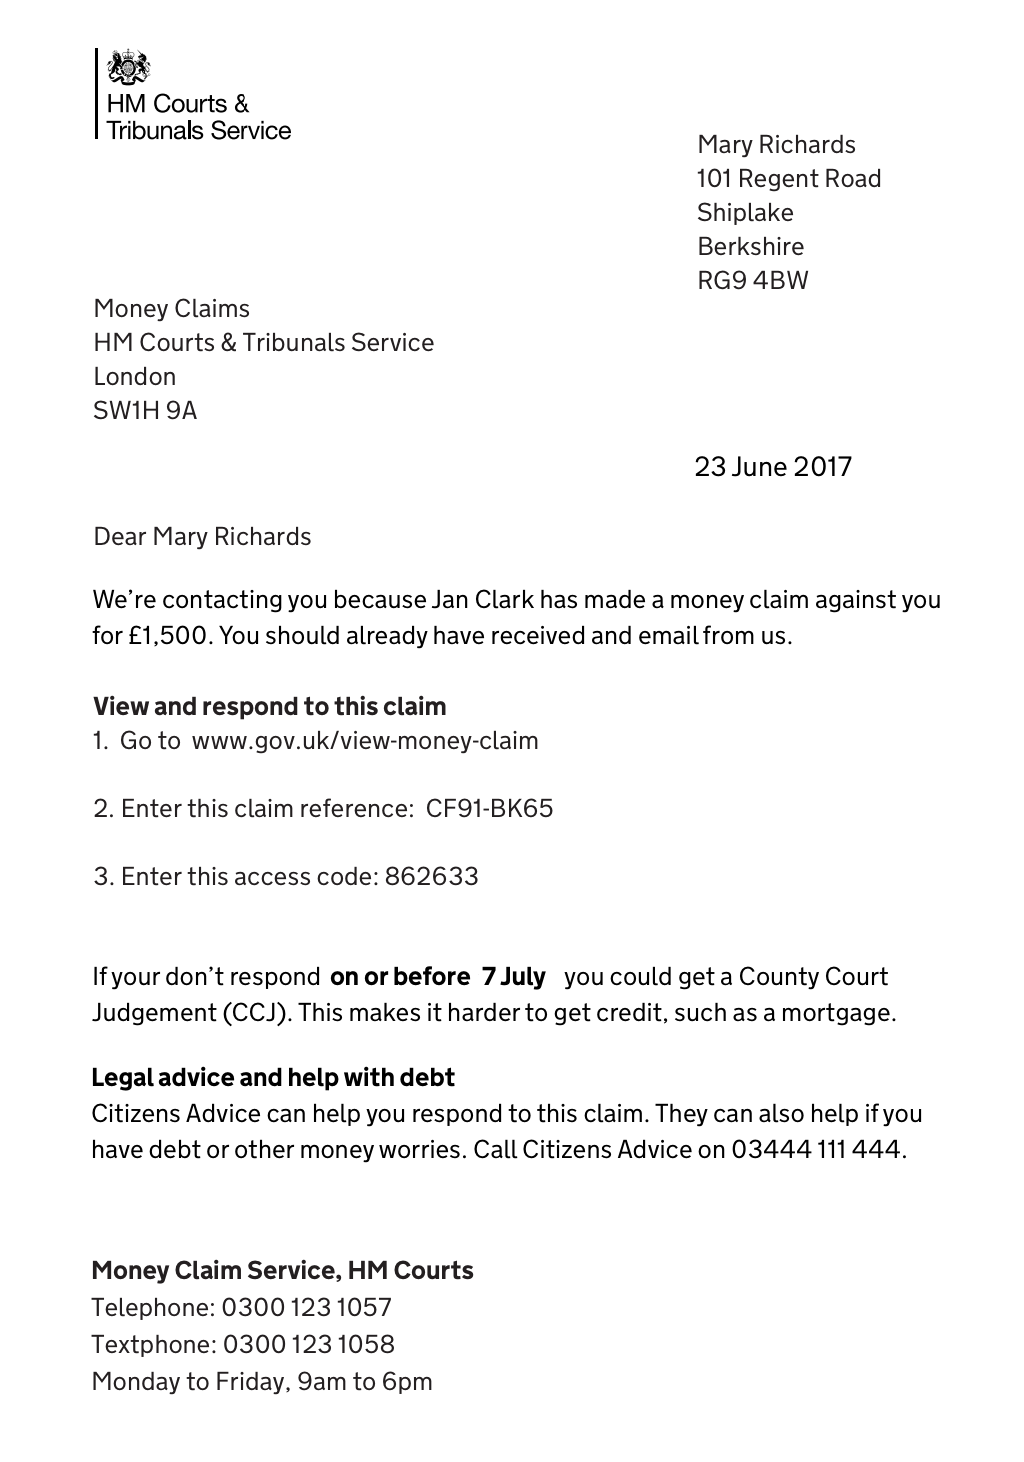 HM Courts &
Tribunals Service
Mary Richards
101 Regent Road
Shiplake
Berkshire
RG9 4BW
Money Claims
HM Courts & Tribunals Service
London
SW1H 9A
23 June 2017
Dear Mary Richards
We’re contacting you because Jan Clark has made a money claim against you
for £1,500. You should already have received and email from us.
View and respond to this claim
1. Go to www.gov.uk/view-money-claim
2. Enter this claim reference: CF91-BK65
3. Enter this access code: 862633
If your don’t respond on or before 7 July you could get a County Court
Judgement (CCJ). This makes it harder to get credit, such as a mortgage.
Legal advice and help with debt
Citizens Advice can help you respond to this claim. They can also help if you
have debt or other money worries. Call Citizens Advice on 03444 111 444.
Money Claim Service, HM Courts
Telephone: 0300 123 1057
Textphone: 0300 123 1058
Monday to Friday, 9am to 6pm